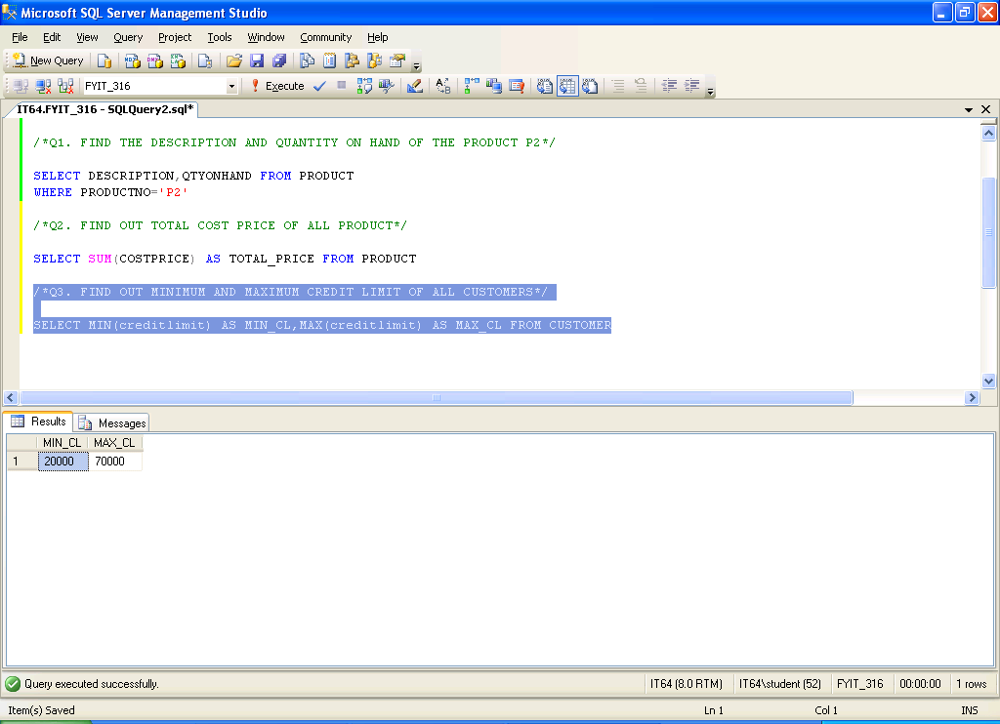 Microsoft SQL Server Management Studio
File Edit View Query Project Tools Window Community Help
New Query
FYIT_316 Execute
IT64.FYIT_316 - SQLQuery2.sql*
/*Q1. FIND THE DESCRIPTION AND QUANTITY ON HAND OF THE PRODUCT P2*/
SELECT DESCRIPTION,QTYONHAND FROM PRODUCT
WHERE PRODUCTNO='P2'
/*Q2. FIND OUT TOTAL COST PRICE OF ALL PRODUCT*/
SELECT SUM(COSTPRICE) AS TOTAL_PRICE FROM PRODUCT
/*Q3. FIND OUT MINIMUM AND MAXIMUM CREDIT LIMIT OF ALL CUSTOMERS*/
SELECT MIN(creditlimit) AS MIN_CL,MAX(creditlimit) AS MAX_CL FROM CUSTOMER
Results Messages
MIN_CL MAX_CL
1 20000 70000
Query executed successfully. IT64 (8.0 RTM) IT64\student (52) FYIT_316 00:00:00 1 rows
Item(s) Saved Ln 1 Col 1 INS